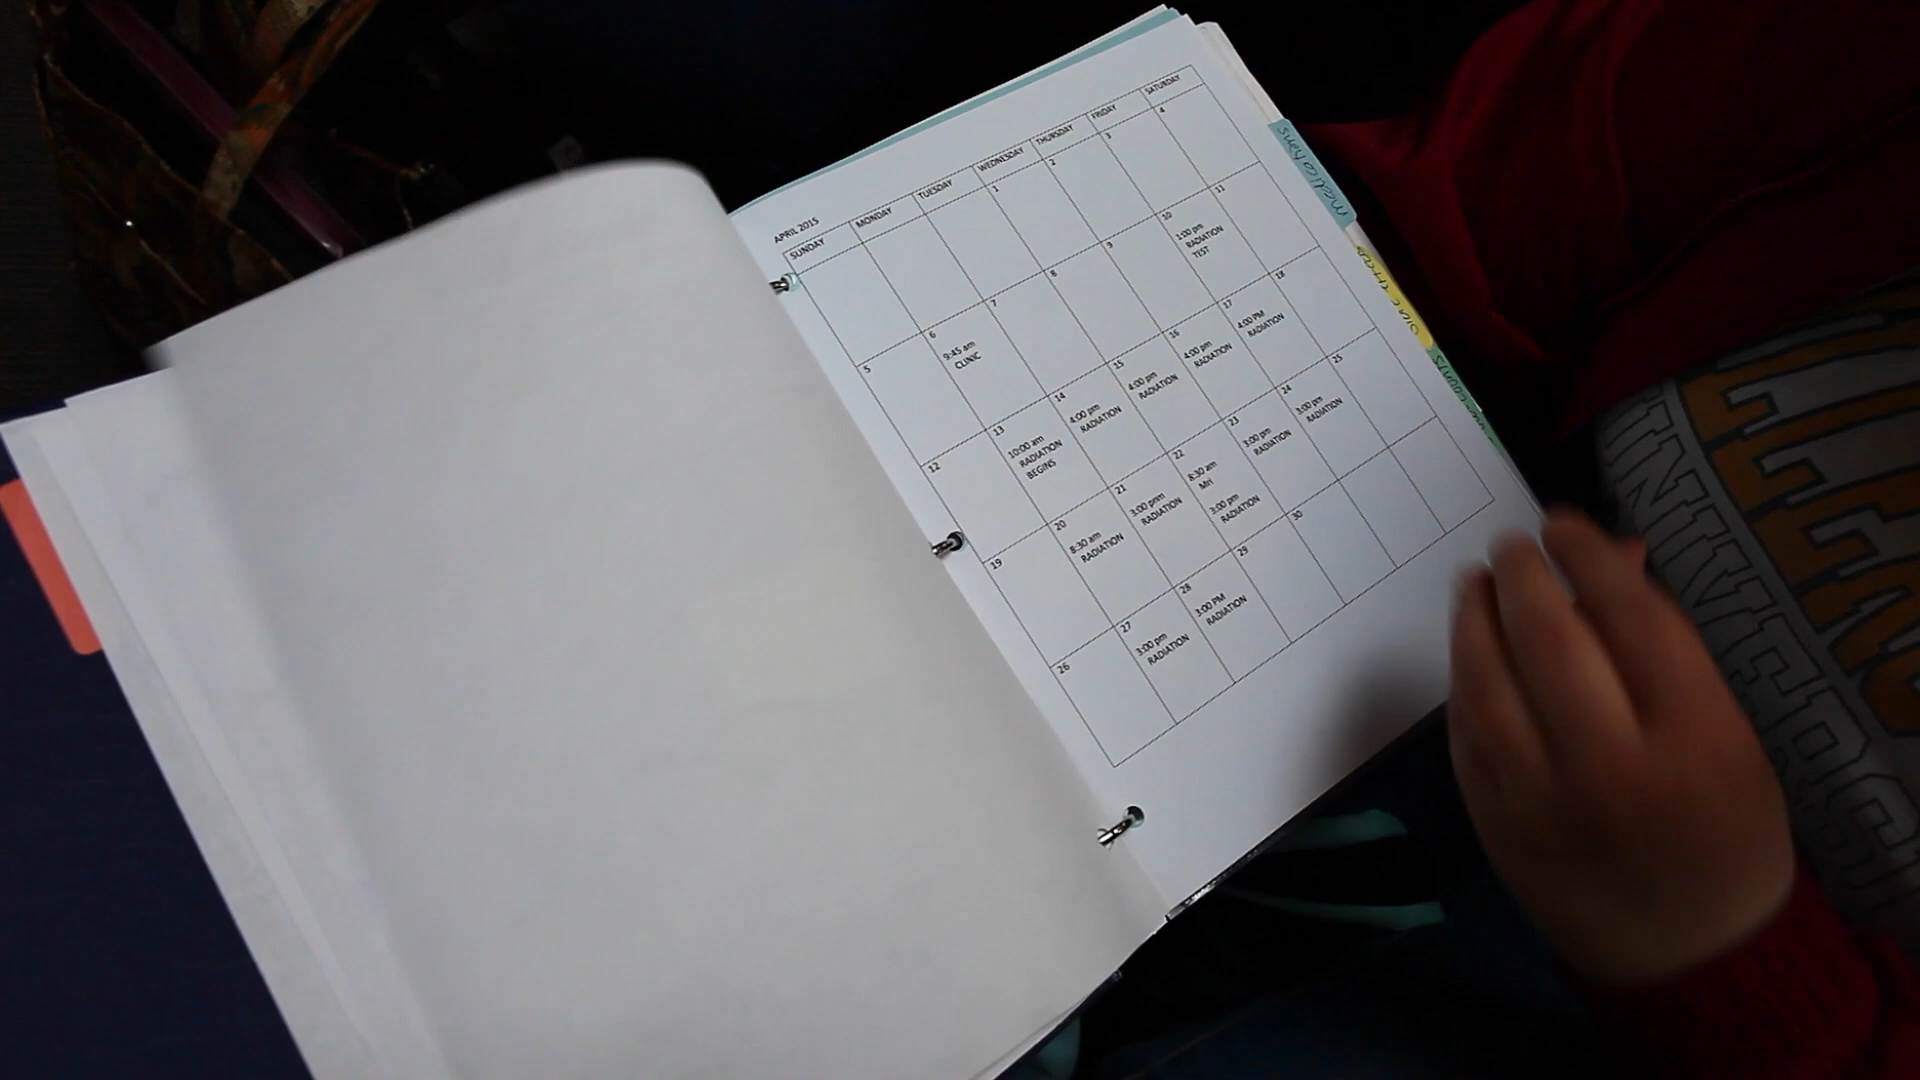 APRIL 2015
SUNDAY MONDAY TUESDAY WEDNESDAY THURSDAY FRIDAY SATURDAY
1 2 3 4
5 6 7 8 9 10 11
9:45 am
CLINIC
1:00 pm
RADIATION
TEST
12 13 14 15 16 17 18
10:00 am
RADIATION
BEGINS
4:00 pm
RADIATION
4:00 pm
RADIATION
4:00 pm
RADIATION
4:00 PM
RADIATION
19 20 21 22 23 24 25
8:30 am
RADIATION
3:00 pnm
RADIATION
8:30 am
MRI
3:00 pm
RADIATION
3:00 pm
RADIATION
3:00 pm
RADIATION
26 27 28 29 30
3:00 pm
RADIATION
3:00 PM
RADIATION
medications
counts
UNIVERS